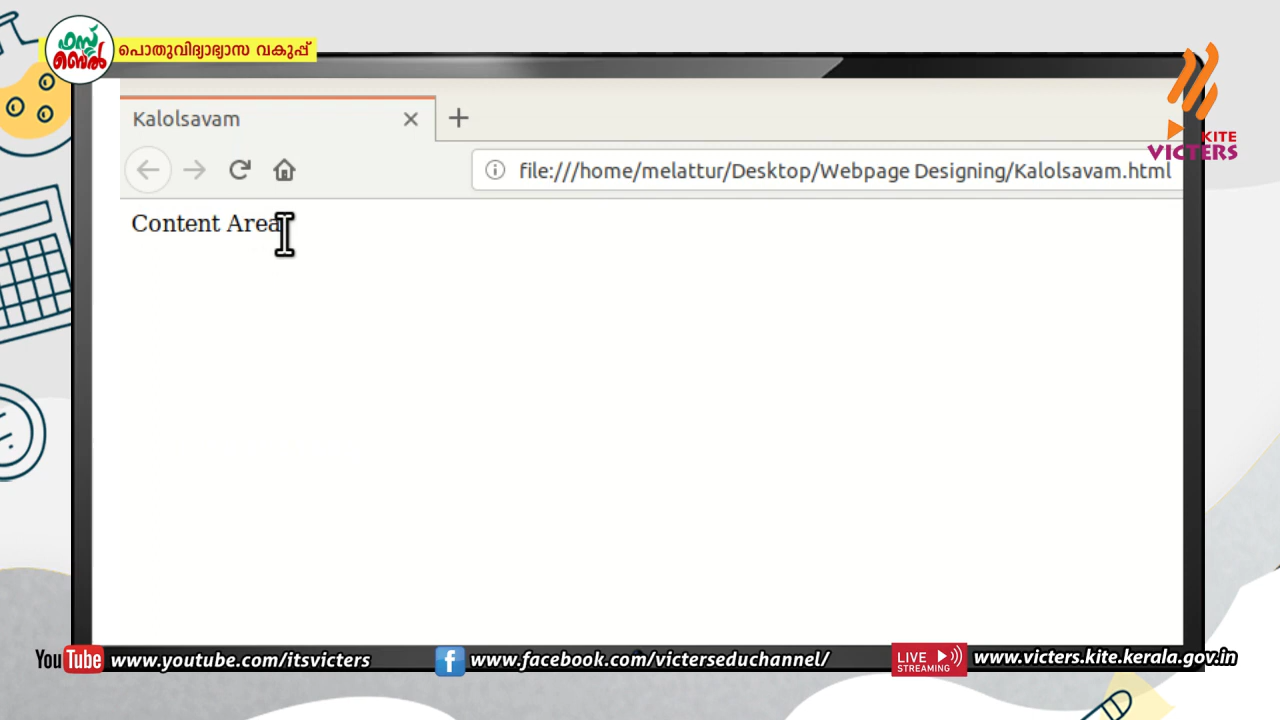 ഫസ്റ്റ്
ബെൽ
പൊതുവിദ്യാഭ്യാസ വകുപ്പ്
KITE
VICTERS
Kalolsavam
file:///home/melattur/Desktop/Webpage Designing/Kalolsavam.html
Content Area
YouTube www.youtube.com/itsvicters
f www.facebook.com/victerseduchannel/
LIVE
STREAMING
www.victers.kite.kerala.gov.in